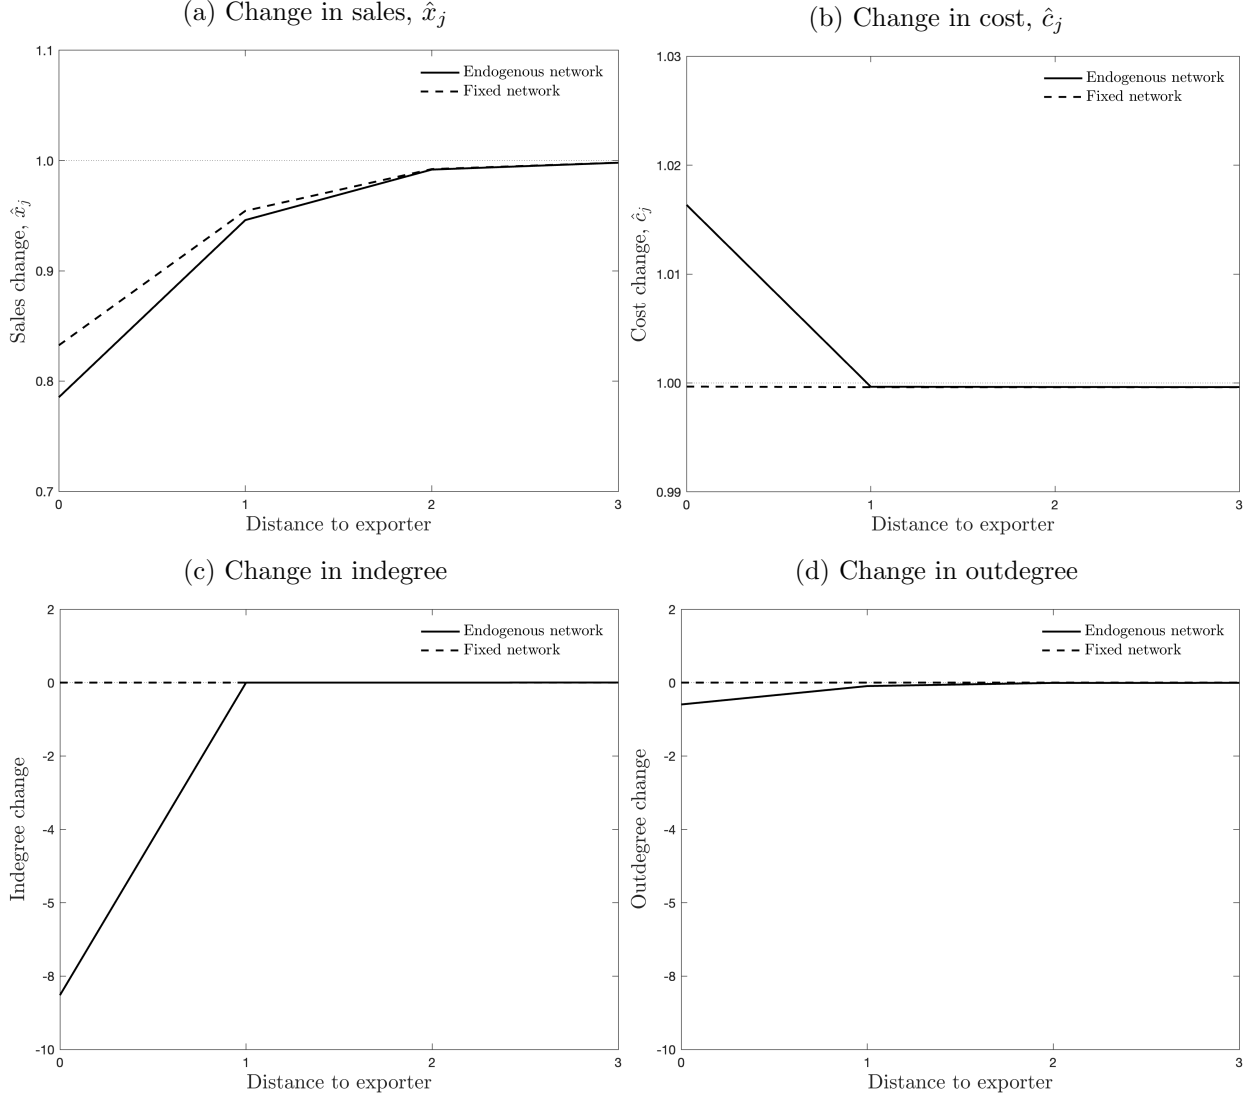 (a) Change in sales, x̂ⱼ
1.1
1.0
0.9
0.8
0.7
Sales change, x̂ⱼ
Endogenous network
Fixed network
0 1 2 3
Distance to exporter
(b) Change in cost, ĉⱼ
1.03
1.02
1.01
1.00
0.99
Cost change, ĉⱼ
Endogenous network
Fixed network
0 1 2 3
Distance to exporter
(c) Change in indegree
2
0
-2
-4
-5
-8
-10
Indegree change
Endogenous network
Fixed network
0 1 2 3
Distance to exporter
(d) Change in outdegree
2
0
-2
-4
-5
-8
-10
Outdegree change
Endogenous network
Fixed network
0 1 2 3
Distance to exporter